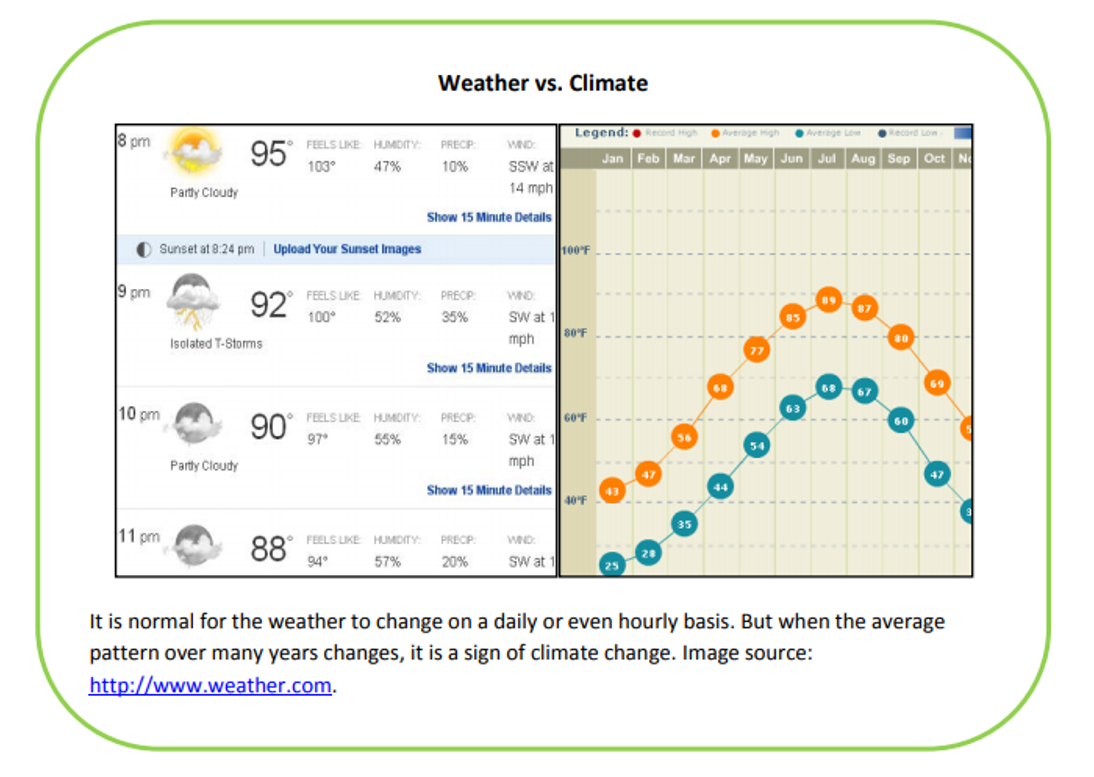 Weather vs. Climate
8 pm
95°
FEELS LIKE: HUMIDITY: PRECIP: WIND:
103° 47% 10% SSW at
14 mph
Partly Cloudy
Show 15 Minute Details
Sunset at 8:24 pm | Upload Your Sunset Images
9 pm
92°
FEELS LIKE: HUMIDITY: PRECIP: WIND:
100° 52% 35% SW at 1
mph
Isolated T-Storms
Show 15 Minute Details
10 pm
90°
FEELS LIKE: HUMIDITY: PRECIP: WIND:
97° 55% 15% SW at 1
mph
Partly Cloudy
Show 15 Minute Details
11 pm
88°
FEELS LIKE: HUMIDITY: PRECIP: WIND:
94° 57% 20% SW at 1
Legend: Record High Average High Average Low Record Low
Jan Feb Mar Apr May Jun Jul Aug Sep Oct No
100°F
80°F
60°F
40°F
43 47 56 68 77 85 89 87 80 69 5
25 28 35 44 54 63 68 67 60 47 3
It is normal for the weather to change on a daily or even hourly basis. But when the average
pattern over many years changes, it is a sign of climate change. Image source:
http://www.weather.com.